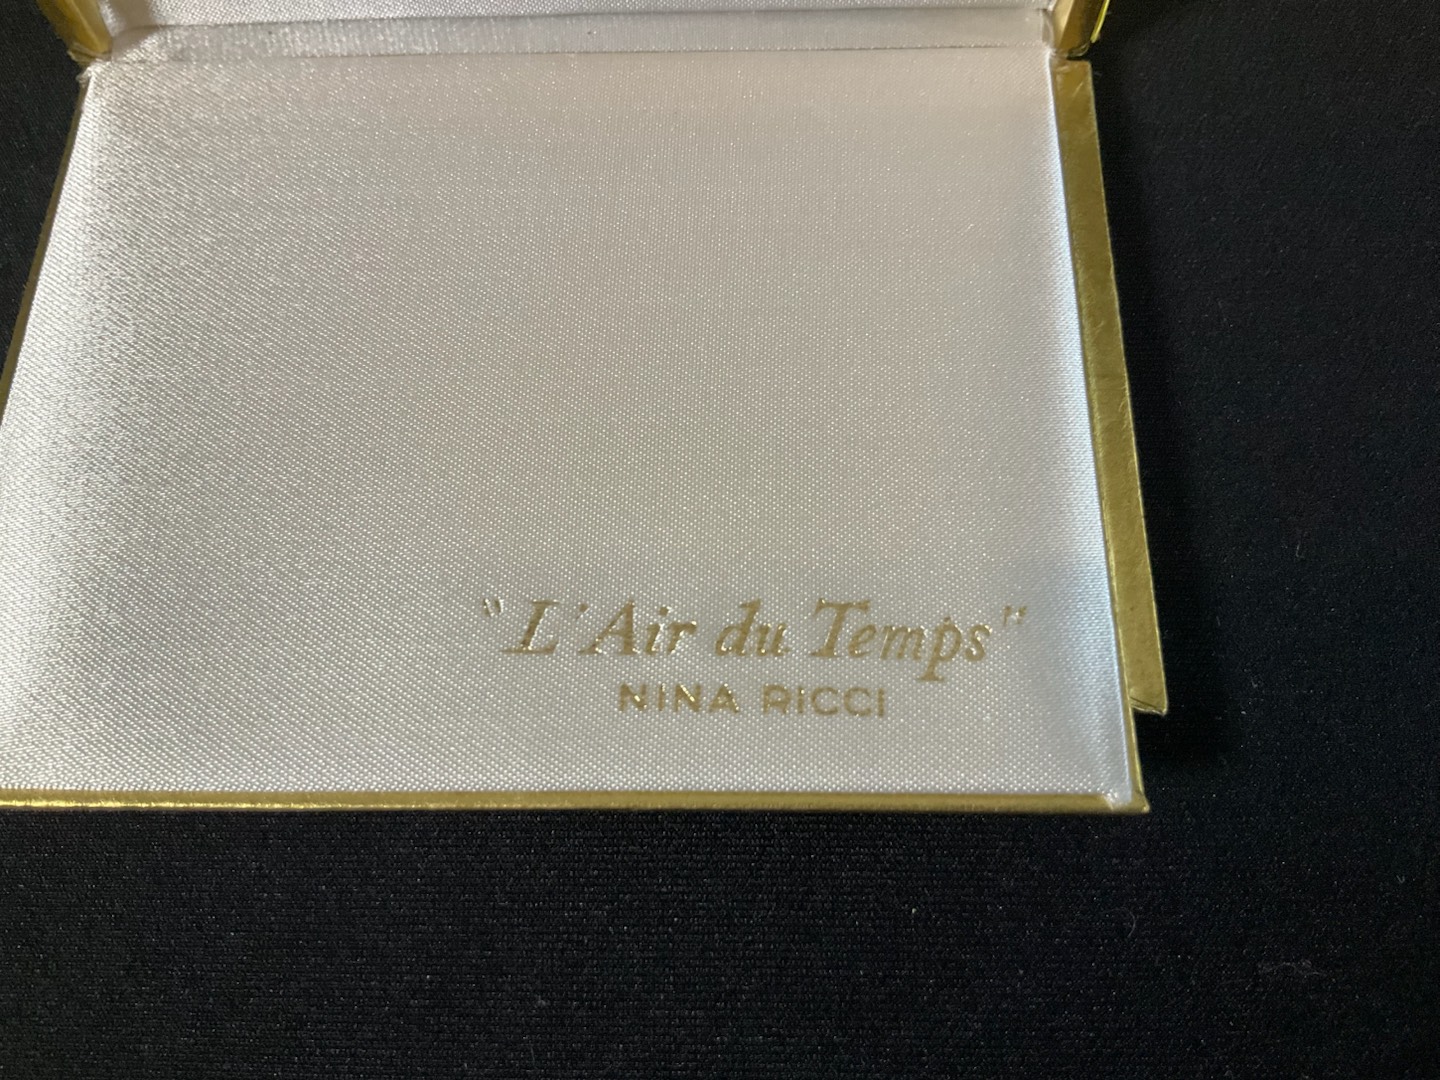 "L'Air du Temps"
NINA RICCI